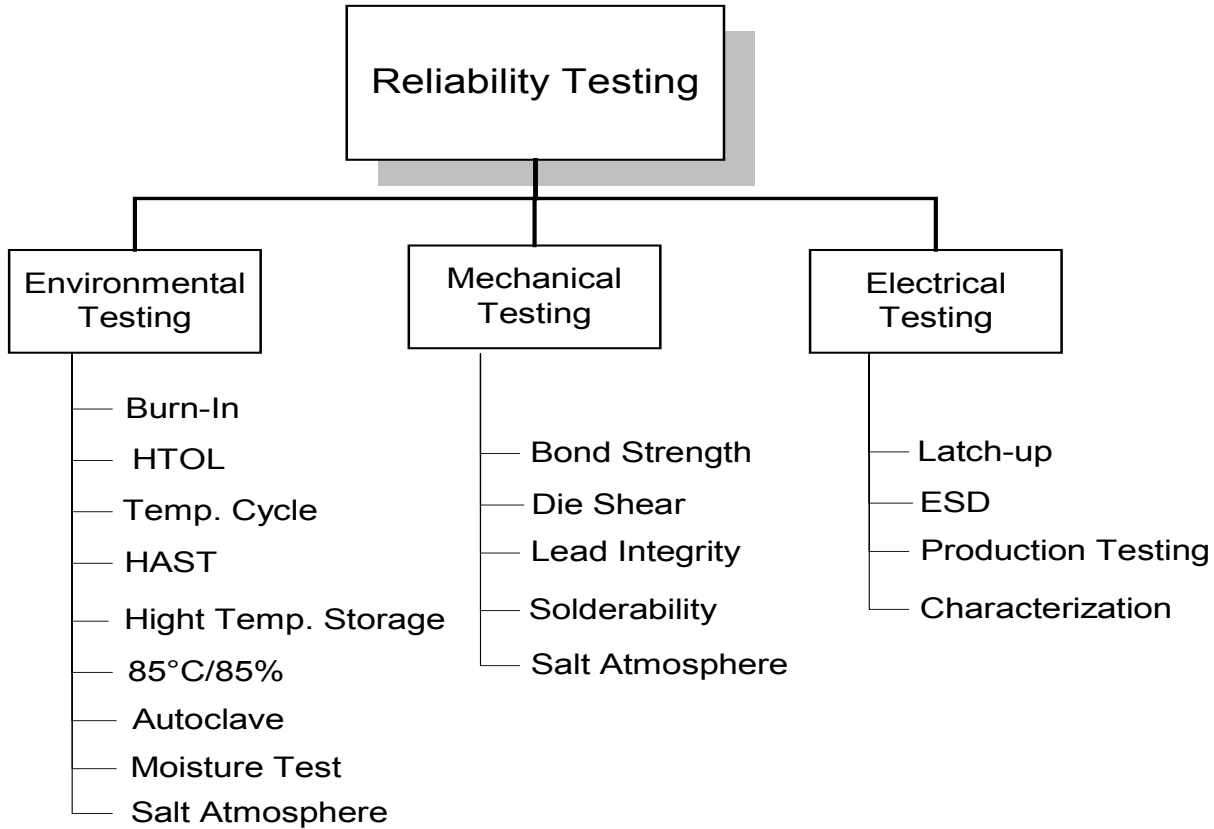 Reliability Testing
Environmental
Testing
Burn-In
HTOL
Temp. Cycle
HAST
Hight Temp. Storage
85°C/85%
Autoclave
Moisture Test
Salt Atmosphere
Mechanical
Testing
Bond Strength
Die Shear
Lead Integrity
Solderability
Salt Atmosphere
Electrical
Testing
Latch-up
ESD
Production Testing
Characterization